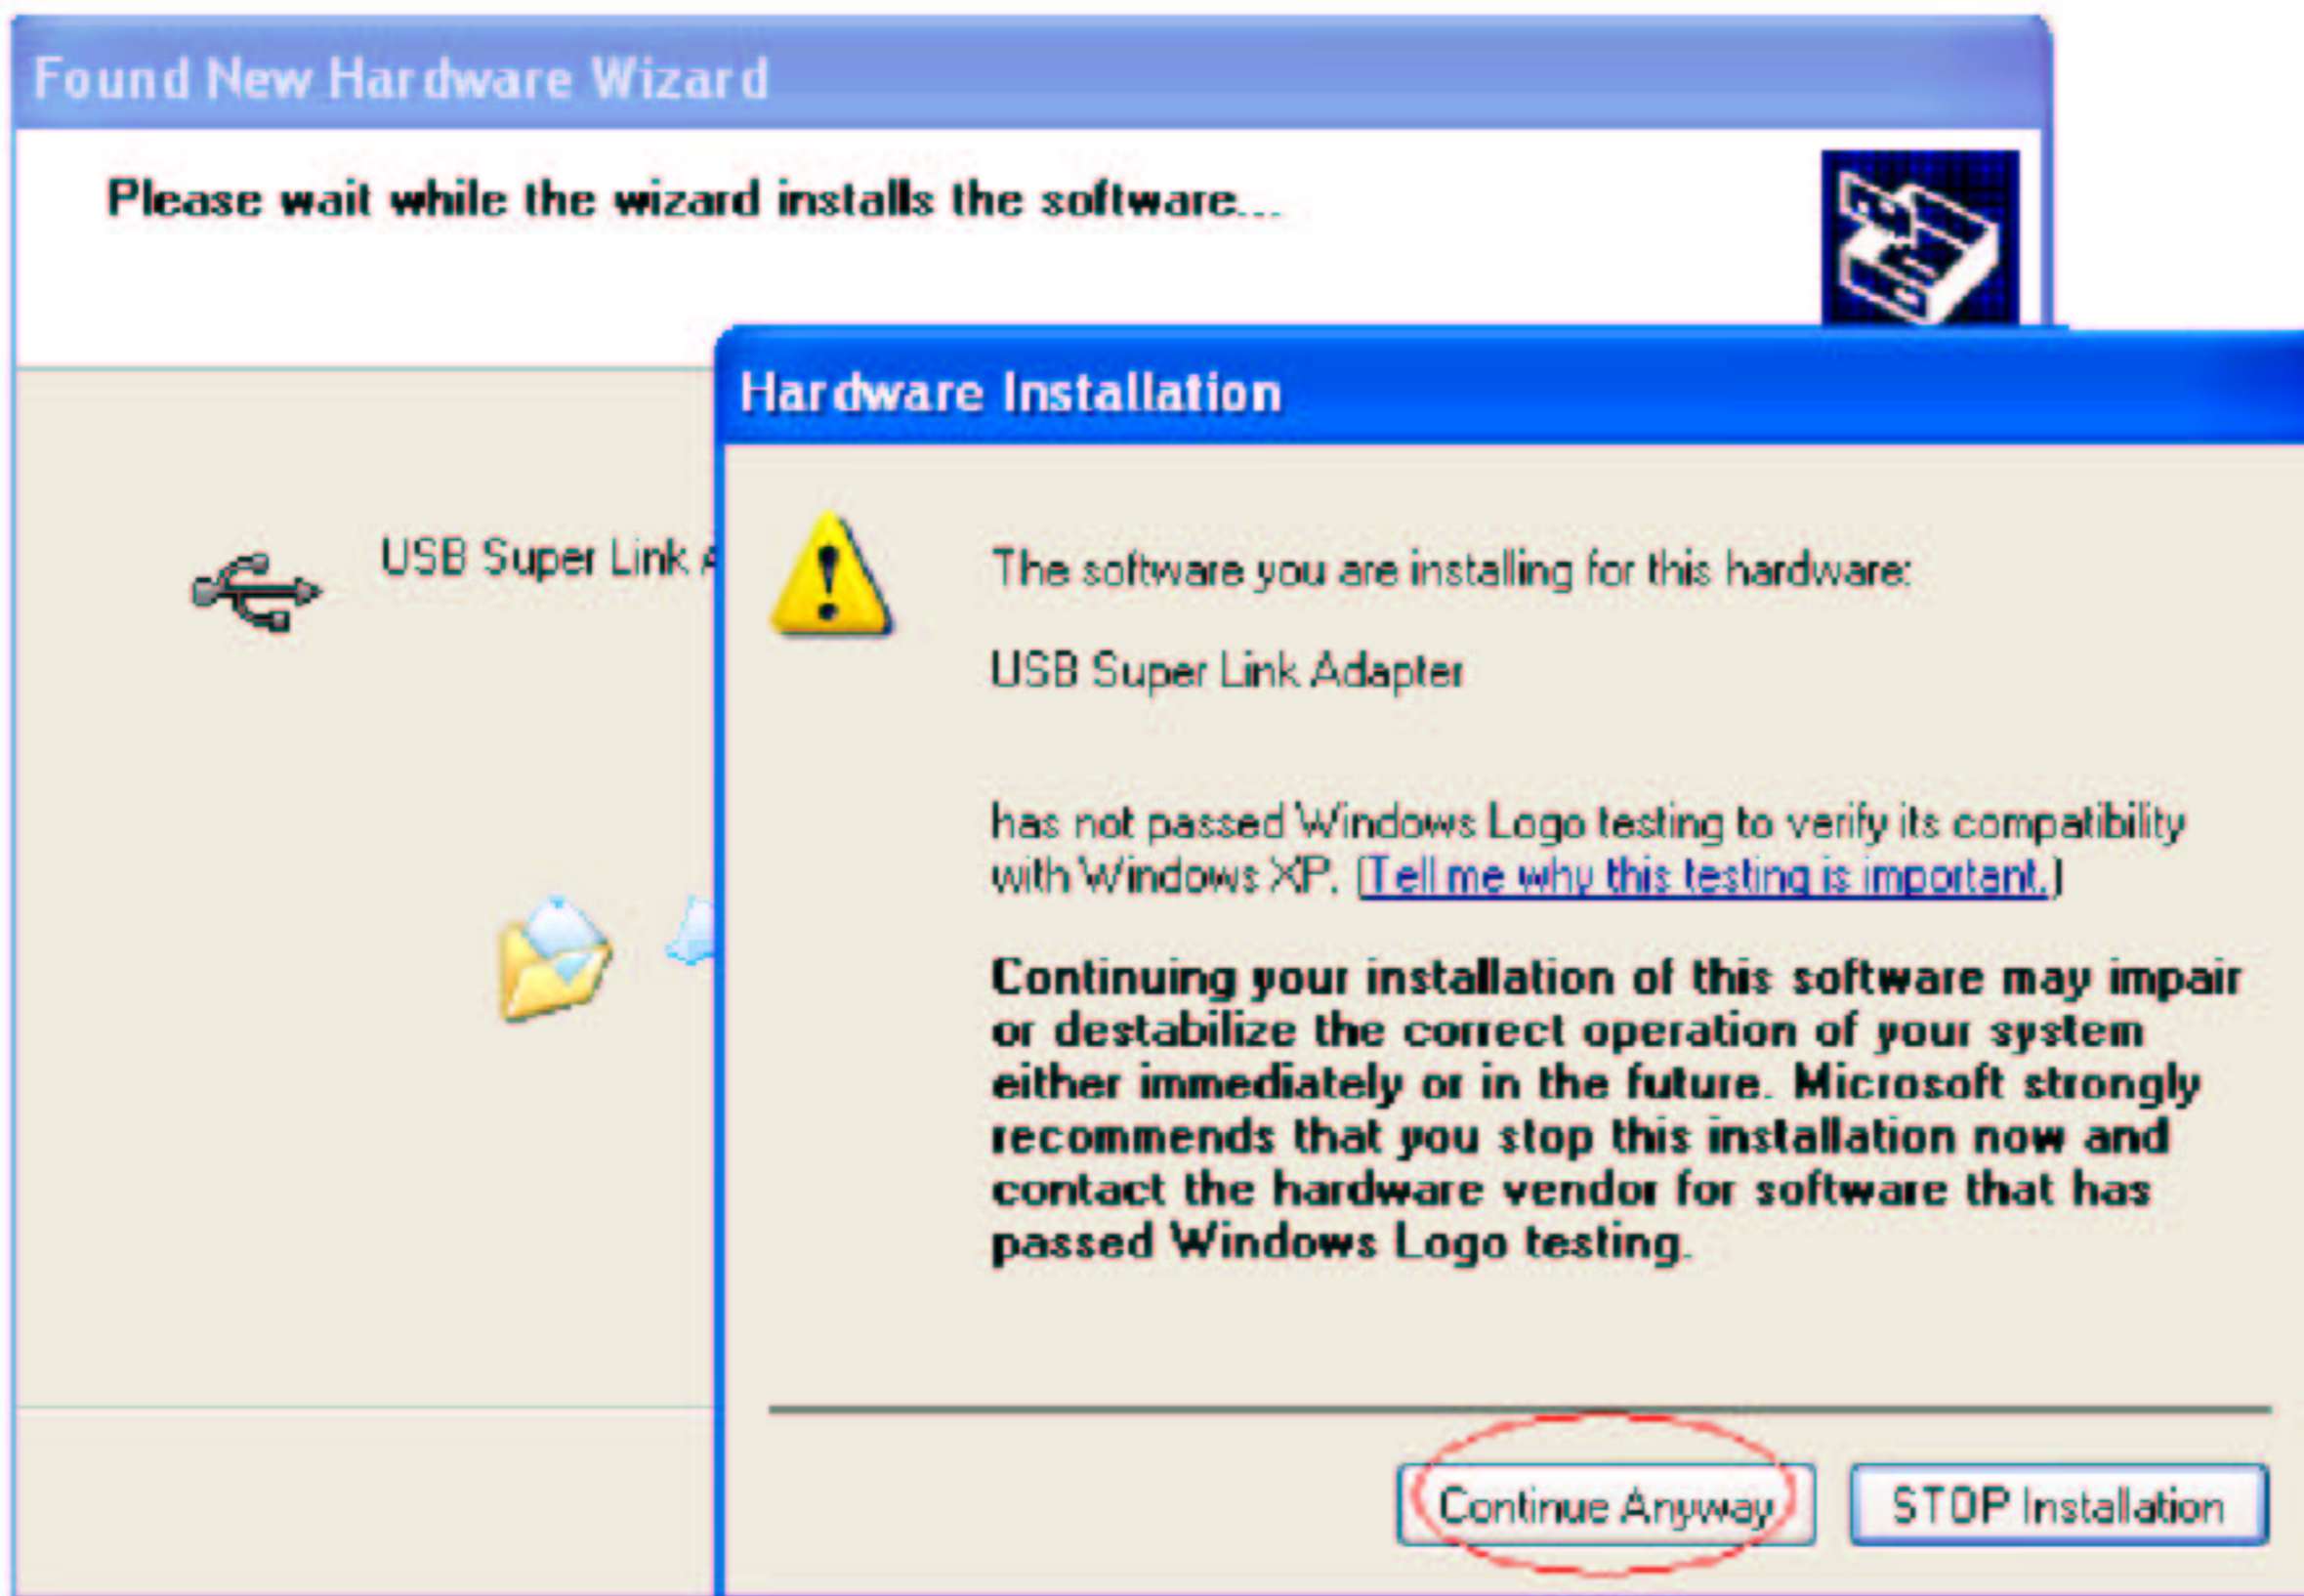 Found New Hardware Wizard
Please wait while the wizard installs the software...
USB Super Link
Hardware Installation
The software you are installing for this hardware:
USB Super Link Adapter
has not passed Windows Logo testing to verify its compatibility
with Windows XP. (Tell me why this testing is important.)
Continuing your installation of this software may impair
or destabilize the correct operation of your system
either immediately or in the future. Microsoft strongly
recommends that you stop this installation now and
contact the hardware vendor for software that has
passed Windows Logo testing.
Continue Anyway
STOP Installation